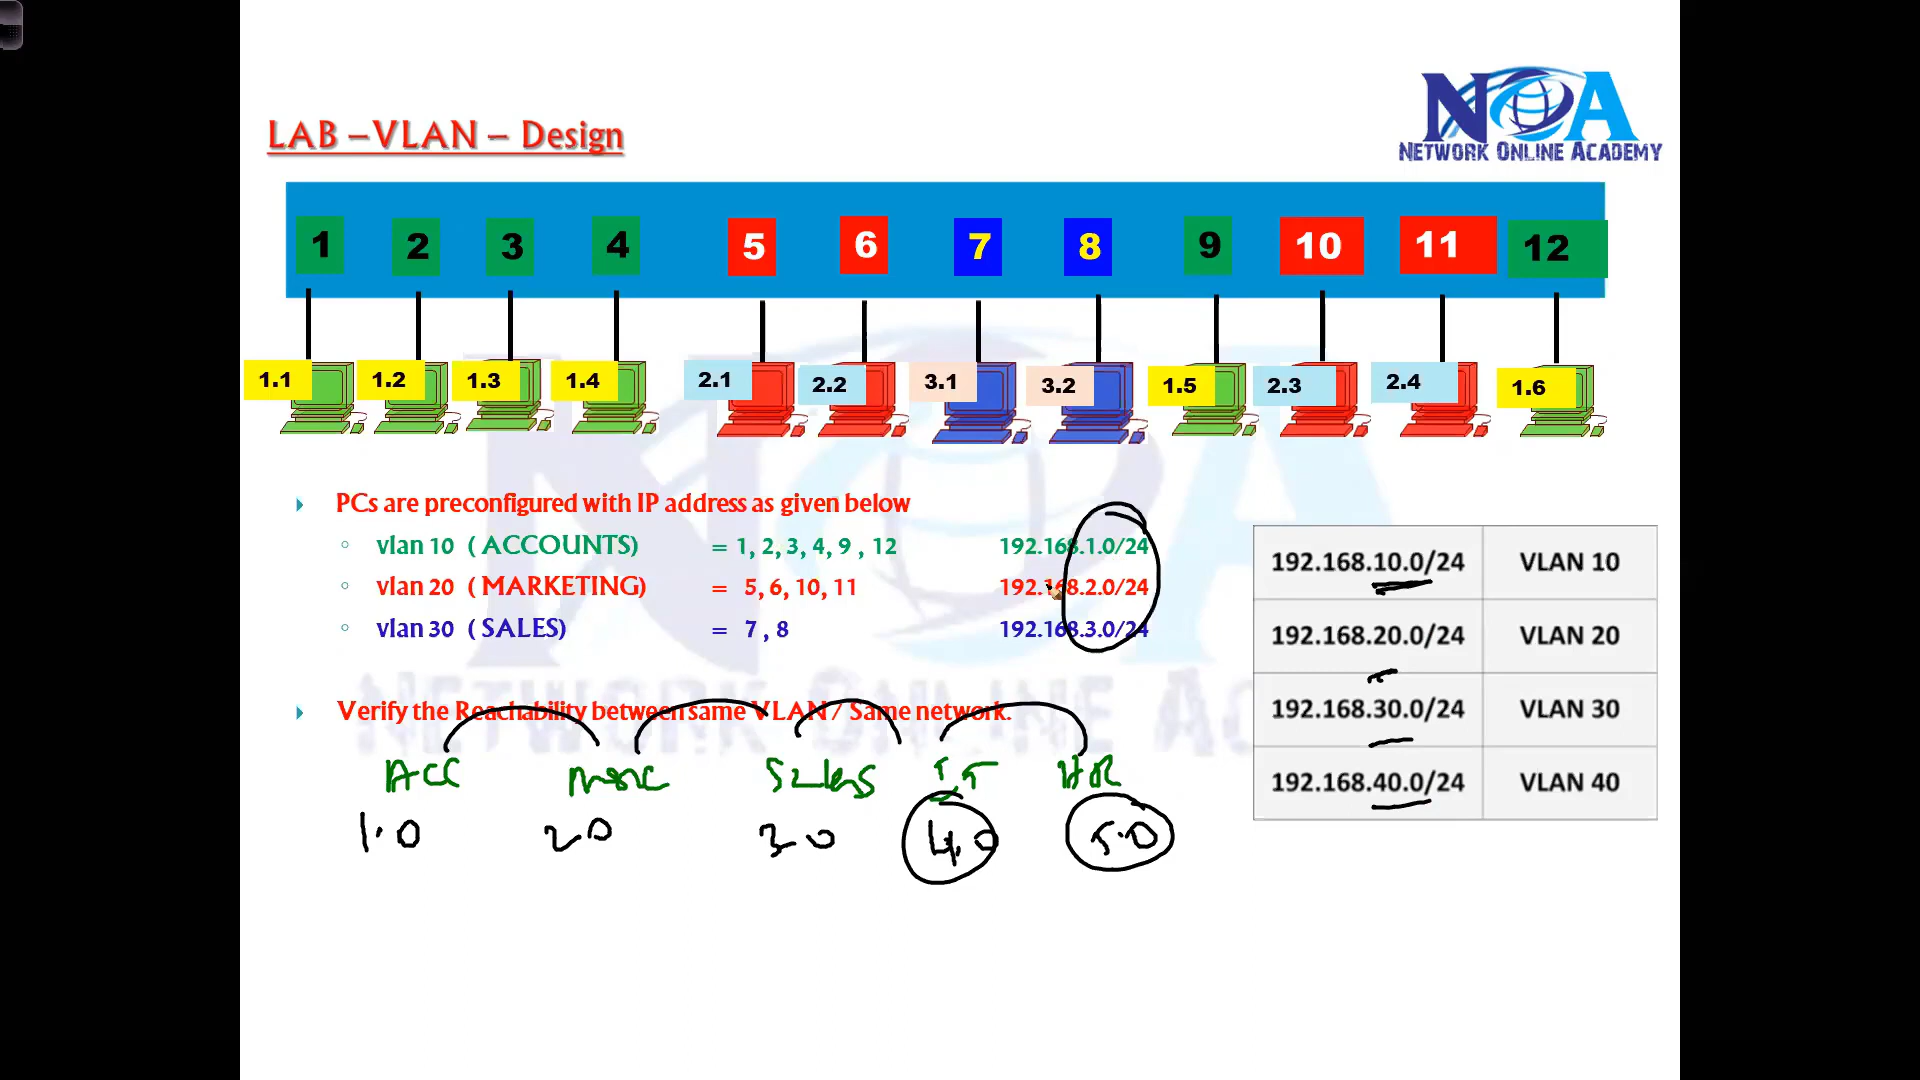 NOA
NETWORK ONLINE ACADEMY
LAB –VLAN – Design
1 2 3 4 5 6 7 8 9 10 11 12
1.1 1.2 1.3 1.4 2.1 2.2 3.1 3.2 1.5 2.3 2.4 1.6
PCs are preconfigured with IP address as given below
vlan 10 ( ACCOUNTS) = 1, 2, 3, 4, 9 , 12 192.168.1.0/24
vlan 20 ( MARKETING) = 5, 6, 10, 11 192.168.2.0/24
vlan 30 ( SALES) = 7 , 8 192.168.3.0/24
192.168.10.0/24 VLAN 10
192.168.20.0/24 VLAN 20
192.168.30.0/24 VLAN 30
192.168.40.0/24 VLAN 40
Verify the Reachability between same VLAN / Same network.
ACC Sales IT HR
1.0 2.0 3.0 4.0 5.0
NETWORK ONLINE AC